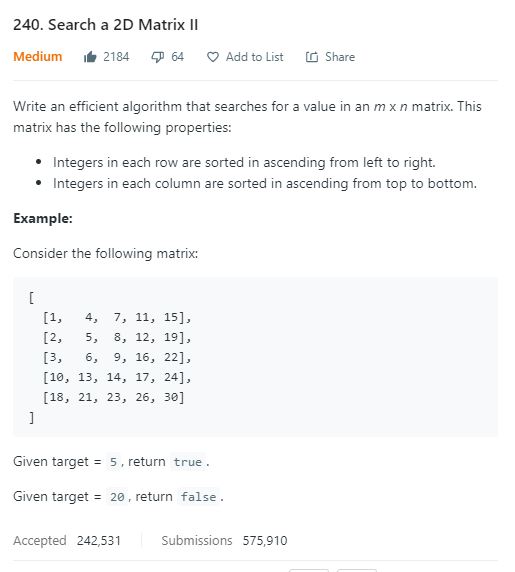 240. Search a 2D Matrix II
Medium 2184 64 Add to List Share
Write an efficient algorithm that searches for a value in an m x n matrix. This
matrix has the following properties:
• Integers in each row are sorted in ascending from left to right.
• Integers in each column are sorted in ascending from top to bottom.
Example:
Consider the following matrix:
[
[1, 4, 7, 11, 15],
[2, 5, 8, 12, 19],
[3, 6, 9, 16, 22],
[10, 13, 14, 17, 24],
[18, 21, 23, 26, 30]
]
Given target = 5, return true.
Given target = 20, return false.
Accepted 242,531 Submissions 575,910